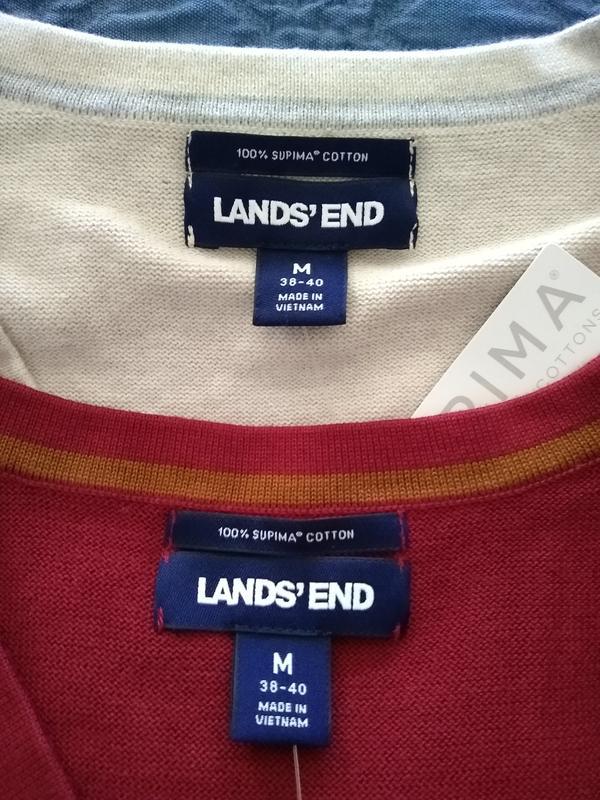 100% SUPIMA® COTTON
LANDS' END
M
38-40
MADE IN
VIETNAM
PIMA®
COTTONS
100% SUPIMA® COTTON
LANDS' END
M
38-40
MADE IN
VIETNAM